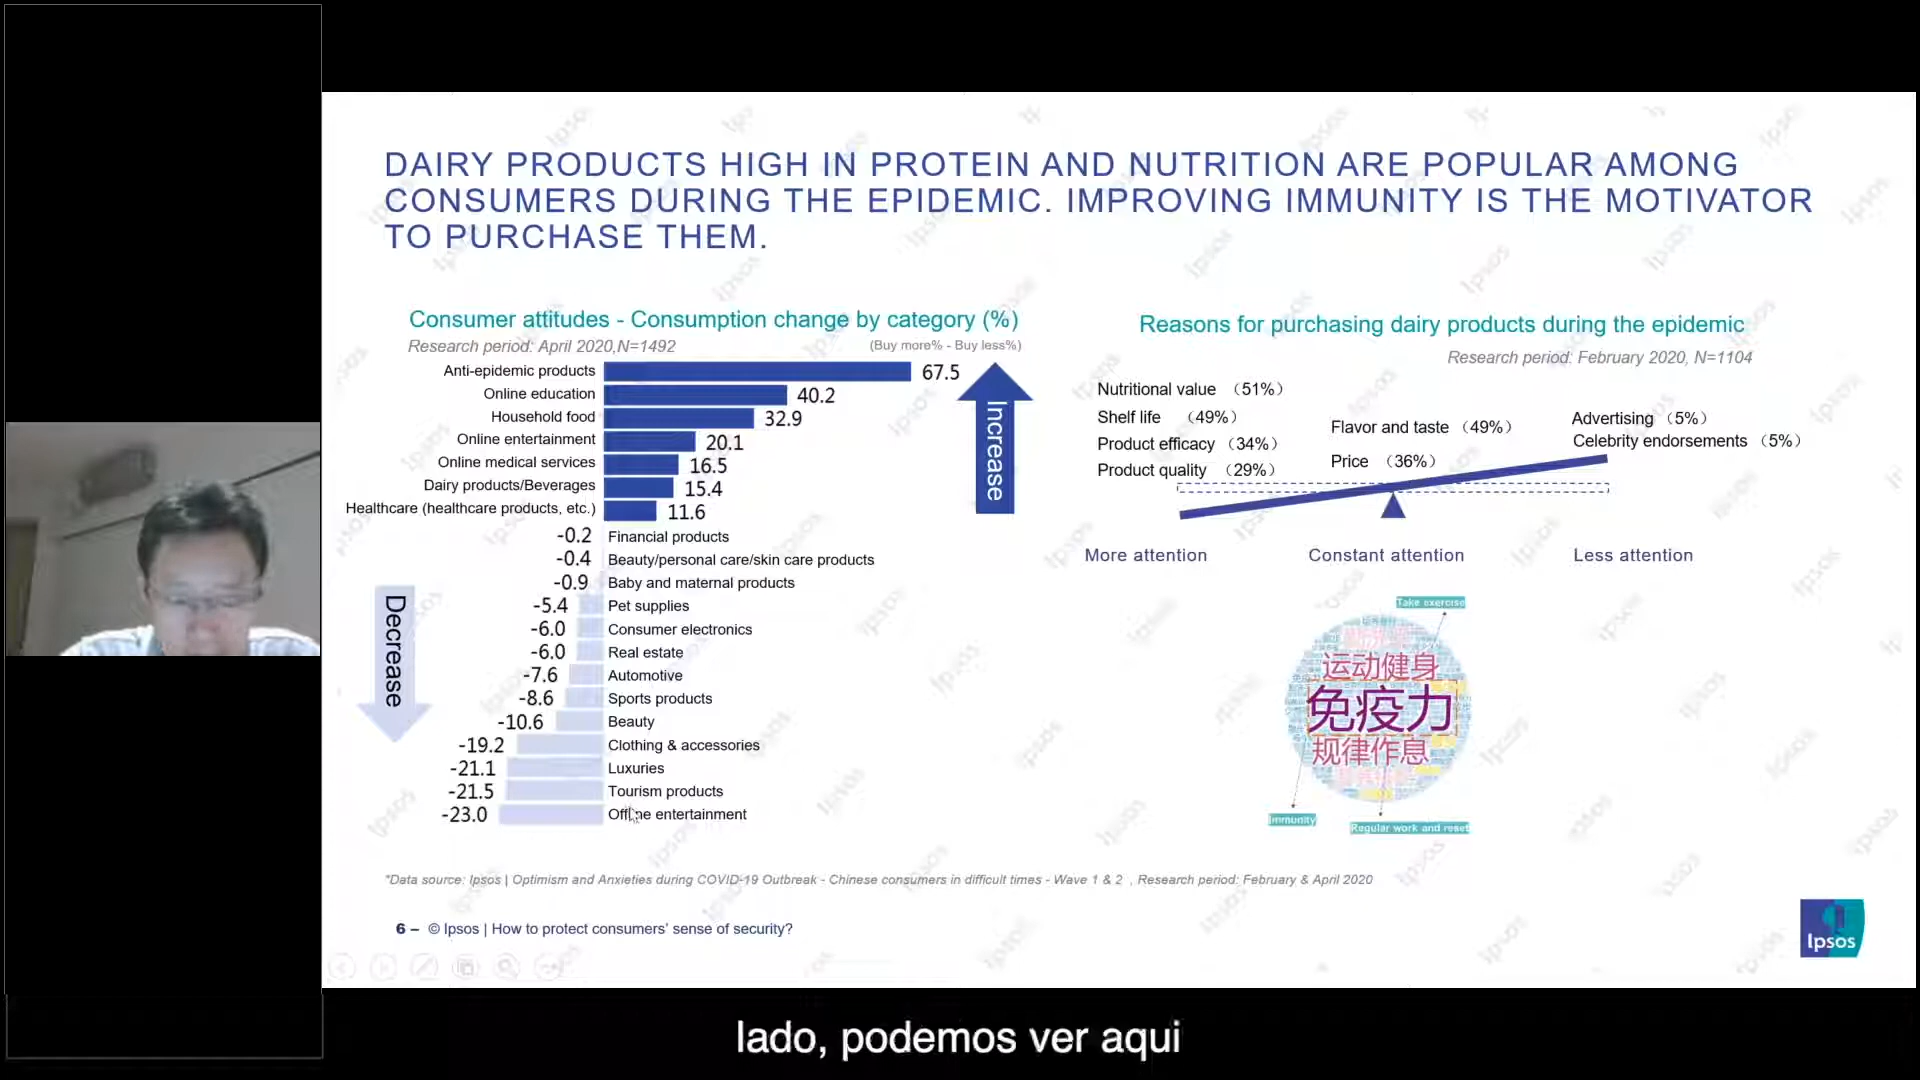 DAIRY PRODUCTS HIGH IN PROTEIN AND NUTRITION ARE POPULAR AMONG
CONSUMERS DURING THE EPIDEMIC. IMPROVING IMMUNITY IS THE MOTIVATOR
TO PURCHASE THEM.
Consumer attitudes - Consumption change by category (%)
Research period: April 2020,N=1492
(Buy more% - Buy less%)
Anti-epidemic products 67.5
Online education 40.2
Household food 32.9
Online entertainment 20.1
Online medical services 16.5
Dairy products/Beverages 15.4
Healthcare (healthcare products, etc.) 11.6
Increase
-0.2 Financial products
-0.4 Beauty/personal care/skin care products
-0.9 Baby and maternal products
-5.4 Pet supplies
-6.0 Consumer electronics
-6.0 Real estate
-7.6 Automotive
-8.6 Sports products
-10.6 Beauty
-19.2 Clothing & accessories
-21.1 Luxuries
-21.5 Tourism products
-23.0 Offline entertainment
Decrease
Reasons for purchasing dairy products during the epidemic
Research period: February 2020, N=1104
Nutritional value （51%）
Shelf life （49%）
Product efficacy （34%）
Product quality （29%）
Flavor and taste （49%）
Price （36%）
Advertising （5%）
Celebrity endorsements （5%）
More attention
Constant attention
Less attention
Take exercise
运动健身
免疫力
规律作息
Immunity
Regular work and reset
*Data source: Ipsos | Optimism and Anxieties during COVID-19 Outbreak - Chinese consumers in difficult times - Wave 1 & 2 , Research period: February & April 2020
6 – © Ipsos | How to protect consumers' sense of security?
Ipsos
lado, podemos ver aqui